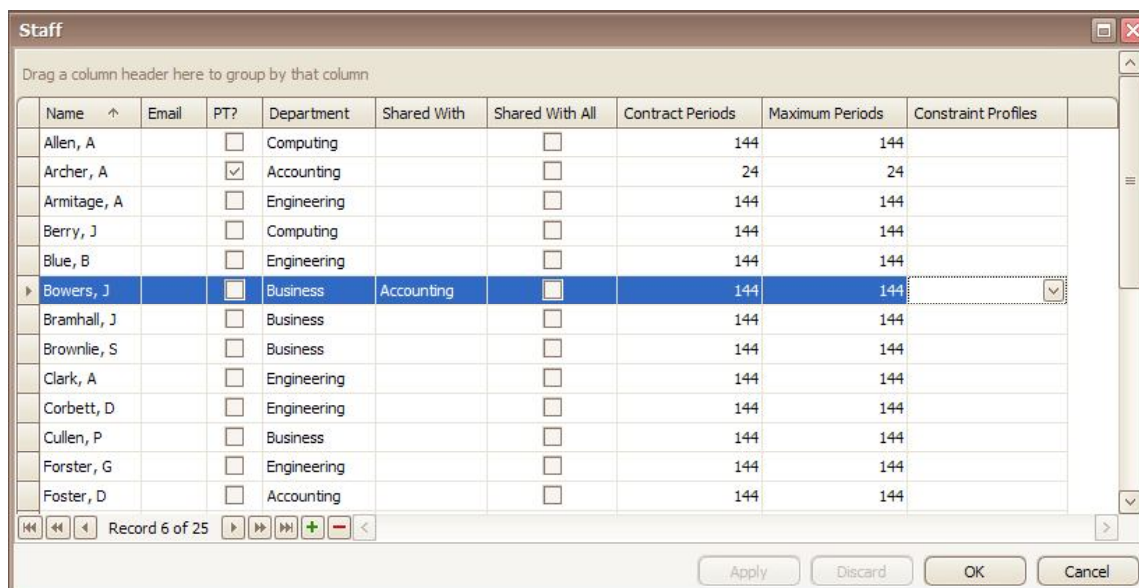 Staff
Drag a column header here to group by that column
Name Email PT? Department Shared With Shared With All Contract Periods Maximum Periods Constraint Profiles
Allen, A Computing 144 144
Archer, A Accounting 24 24
Armitage, A Engineering 144 144
Berry, J Computing 144 144
Blue, B Engineering 144 144
Bowers, J Business Accounting 144 144
Bramhall, J Business 144 144
Brownlie, S Business 144 144
Clark, A Engineering 144 144
Corbett, D Engineering 144 144
Cullen, P Business 144 144
Forster, G Engineering 144 144
Foster, D Accounting 144 144
Record 6 of 25
Apply Discard OK Cancel